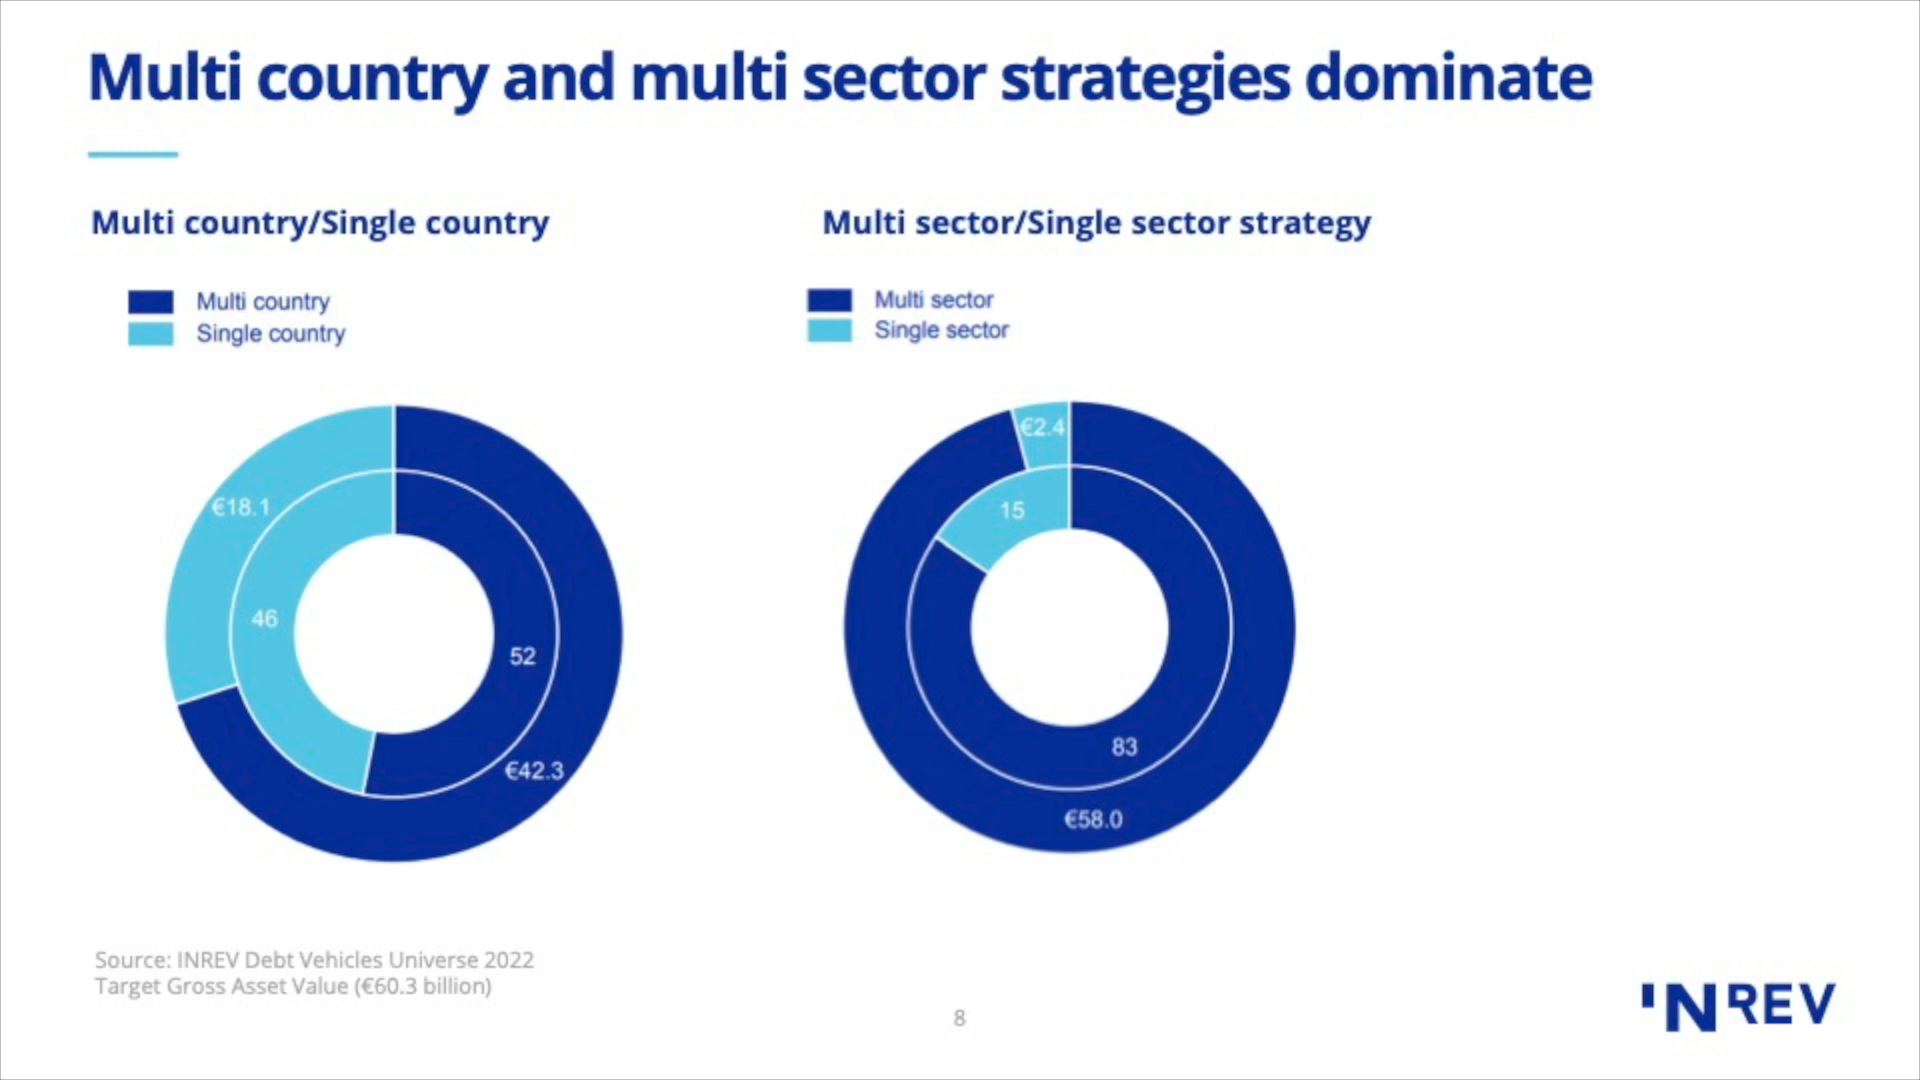 Multi country and multi sector strategies dominate
Multi country/Single country
Multi country
Single country
€18.1
46
52
€42.3
Multi sector/Single sector strategy
Multi sector
Single sector
€2.4
15
83
€58.0
Source: INREV Debt Vehicles Universe 2022
Target Gross Asset Value (€60.3 billion)
8
INREV